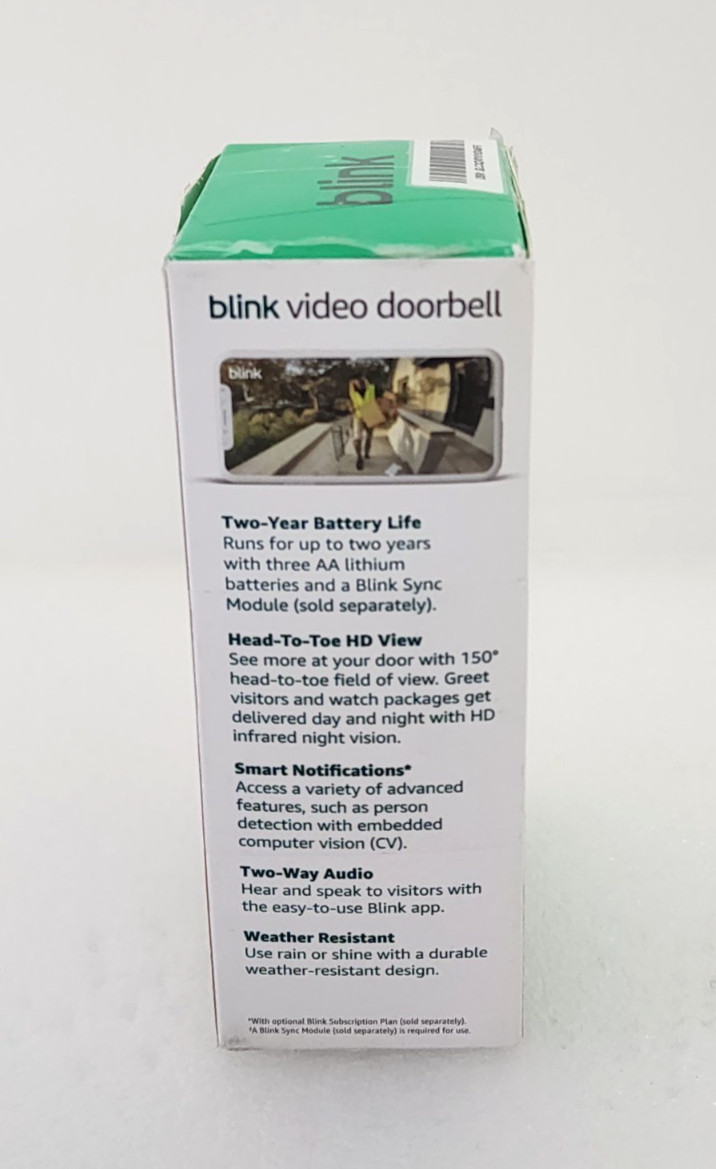 blink
blink video doorbell
blink
Two-Year Battery Life
Runs for up to two years
with three AA lithium
batteries and a Blink Sync
Module (sold separately).
Head-To-Toe HD View
See more at your door with 150°
head-to-toe field of view. Greet
visitors and watch packages get
delivered day and night with HD
infrared night vision.
Smart Notifications*
Access a variety of advanced
features, such as person
detection with embedded
computer vision (CV).
Two-Way Audio
Hear and speak to visitors with
the easy-to-use Blink app.
Weather Resistant
Use rain or shine with a durable
weather-resistant design.
*With optional Blink Subscription Plan (sold separately).
†A Blink Sync Module (sold separately) is required for use.